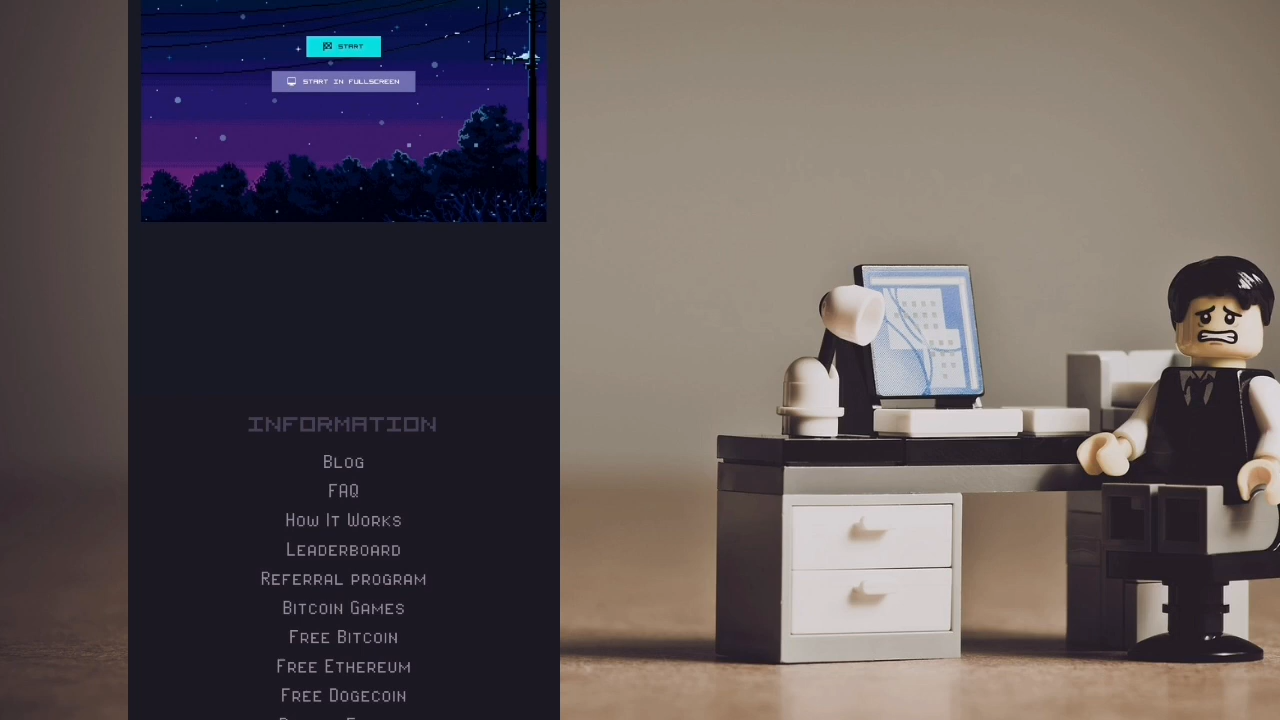 START
START IN FULLSCREEN
INFORMATION
Blog
FAQ
How It Works
Leaderboard
Referral program
Bitcoin Games
Free Bitcoin
Free Ethereum
Free Dogecoin